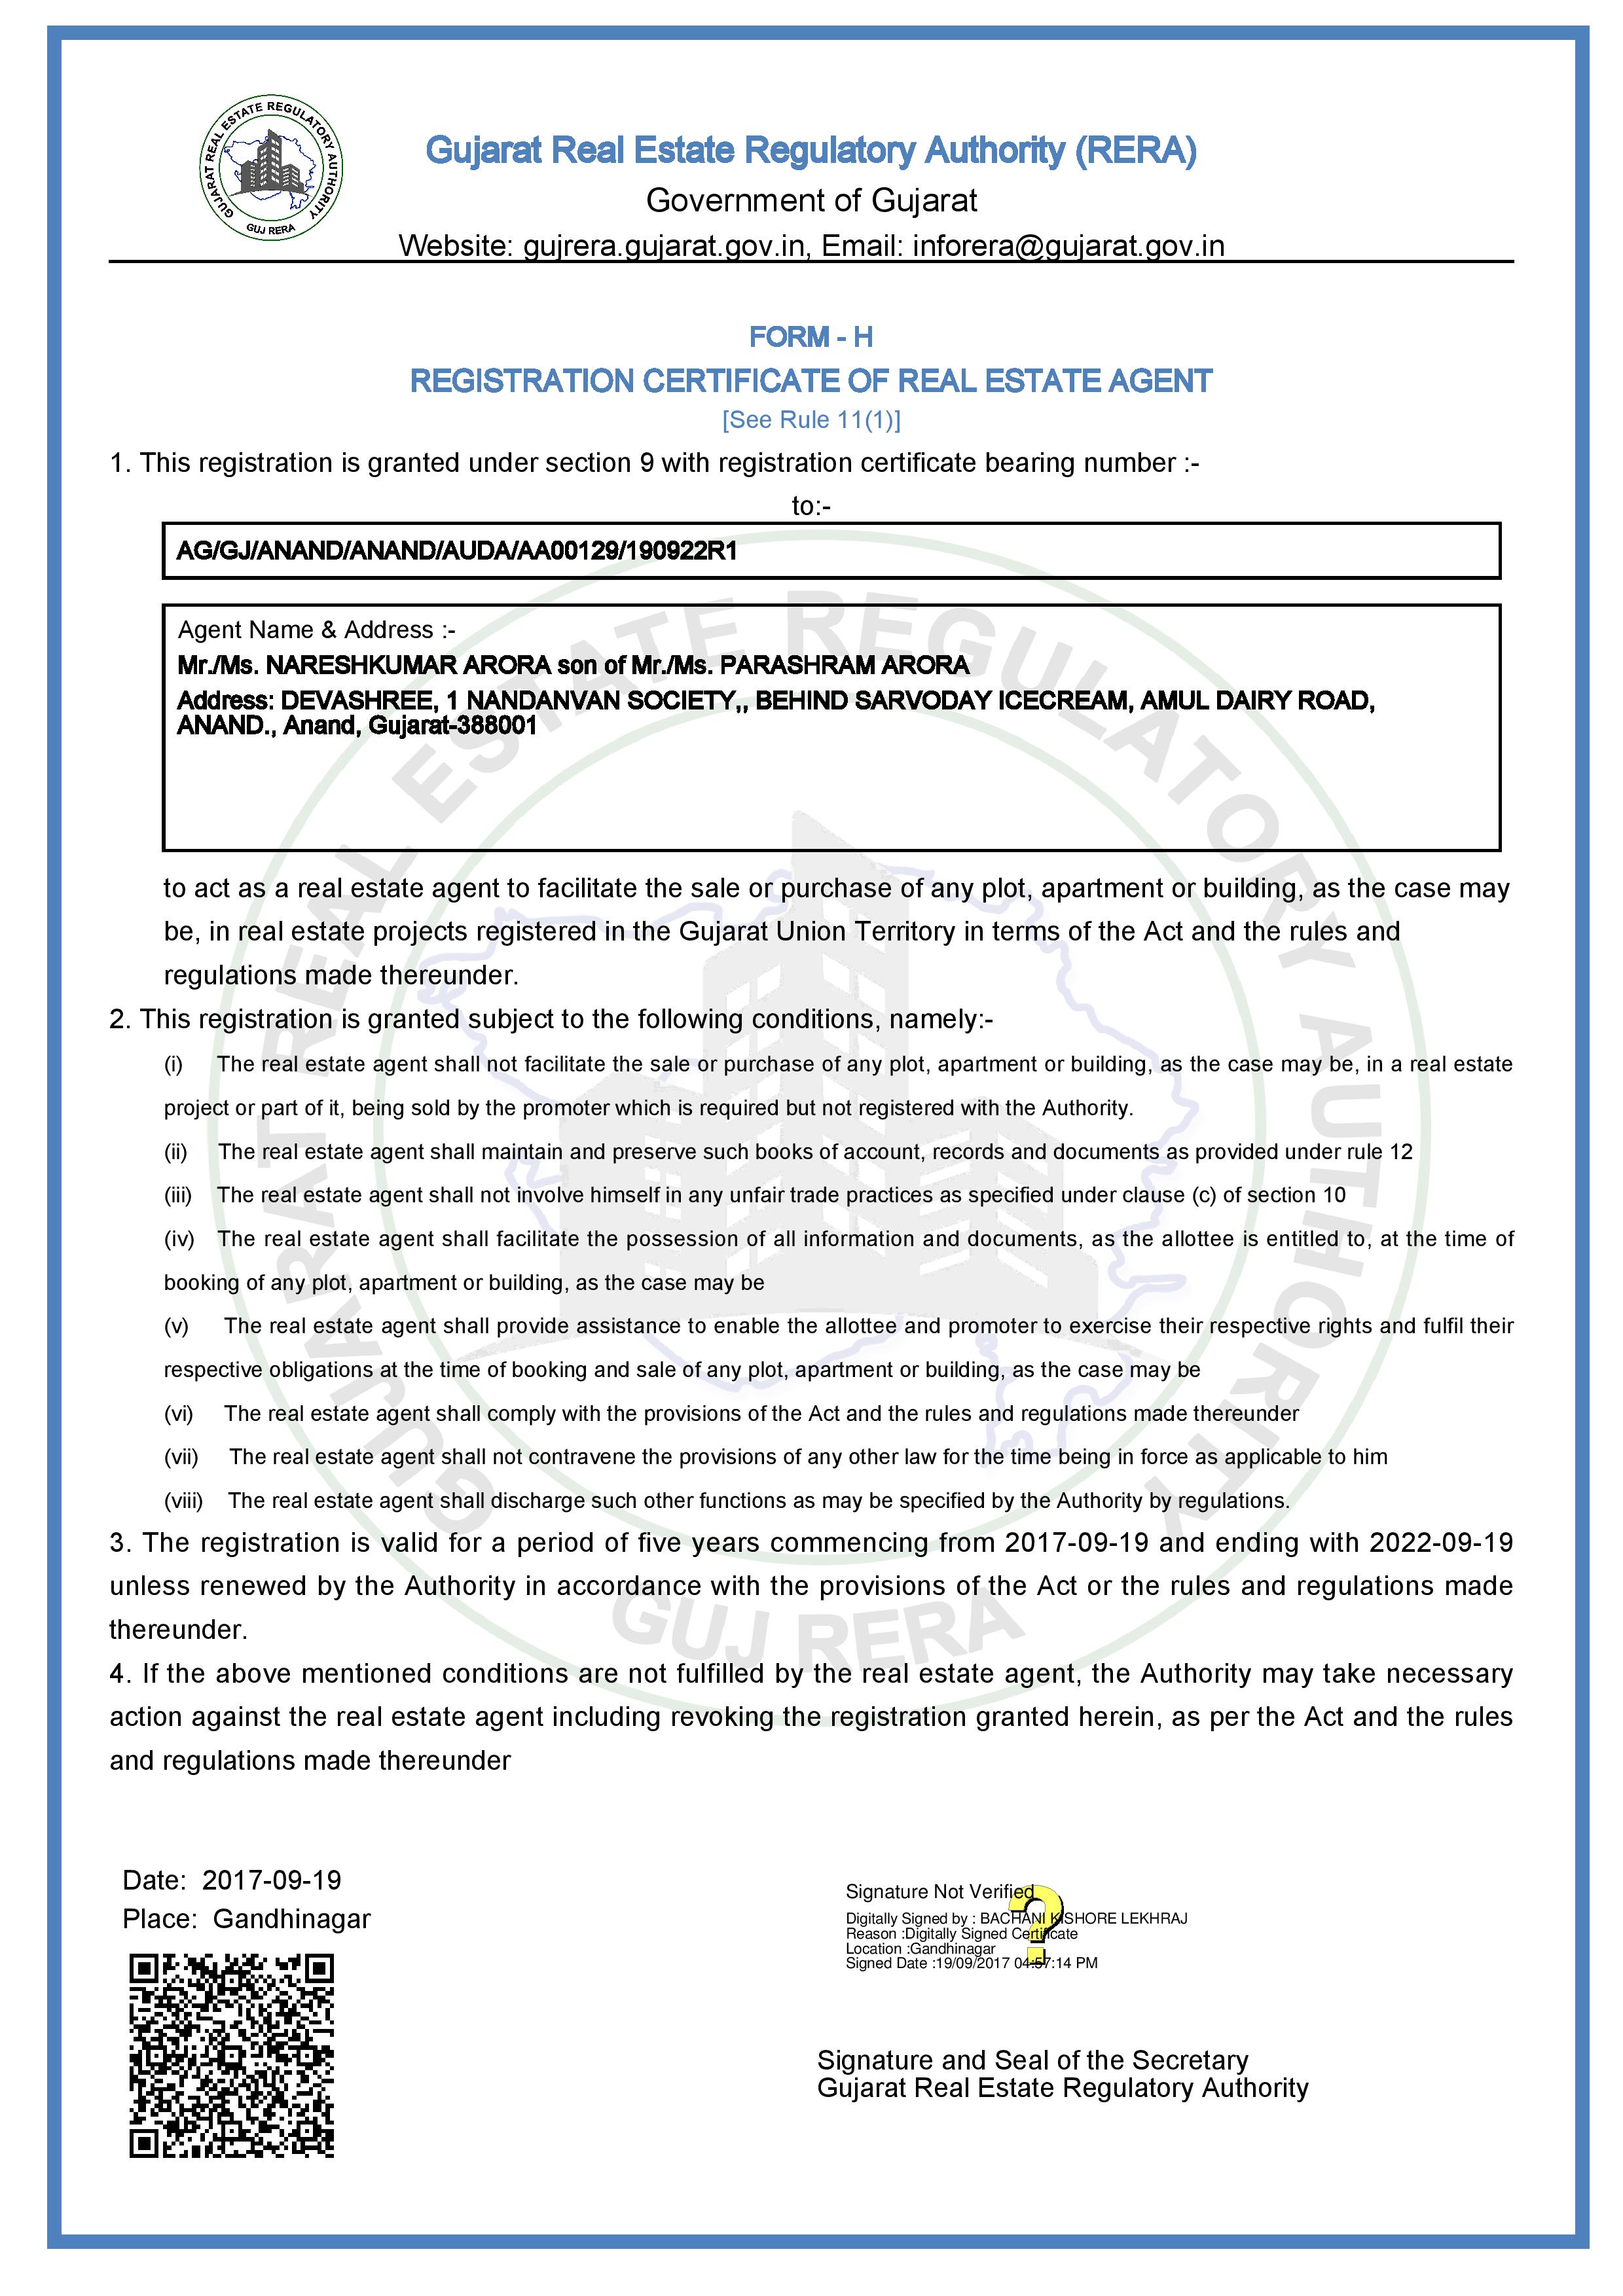 GUJARAT REAL ESTATE REGULATORY AUTHORITY
GUJ RERA
Gujarat Real Estate Regulatory Authority (RERA)
Government of Gujarat
Website: gujrera.gujarat.gov.in, Email: inforera@gujarat.gov.in
FORM - H
REGISTRATION CERTIFICATE OF REAL ESTATE AGENT
[See Rule 11(1)]
1. This registration is granted under section 9 with registration certificate bearing number :-
to:-
AG/GJ/ANAND/ANAND/AUDA/AA00129/190922R1
Agent Name & Address :-
Mr./Ms. NARESHKUMAR ARORA son of Mr./Ms. PARASHRAM ARORA
Address: DEVASHREE, 1 NANDANVAN SOCIETY,, BEHIND SARVODAY ICECREAM, AMUL DAIRY ROAD,
ANAND., Anand, Gujarat-388001
to act as a real estate agent to facilitate the sale or purchase of any plot, apartment or building, as the case may
be, in real estate projects registered in the Gujarat Union Territory in terms of the Act and the rules and
regulations made thereunder.
2. This registration is granted subject to the following conditions, namely:-
(i) The real estate agent shall not facilitate the sale or purchase of any plot, apartment or building, as the case may be, in a real estate
project or part of it, being sold by the promoter which is required but not registered with the Authority.
(ii) The real estate agent shall maintain and preserve such books of account, records and documents as provided under rule 12
(iii) The real estate agent shall not involve himself in any unfair trade practices as specified under clause (c) of section 10
(iv) The real estate agent shall facilitate the possession of all information and documents, as the allottee is entitled to, at the time of
booking of any plot, apartment or building, as the case may be
(v) The real estate agent shall provide assistance to enable the allottee and promoter to exercise their respective rights and fulfil their
respective obligations at the time of booking and sale of any plot, apartment or building, as the case may be
(vi) The real estate agent shall comply with the provisions of the Act and the rules and regulations made thereunder
(vii) The real estate agent shall not contravene the provisions of any other law for the time being in force as applicable to him
(viii) The real estate agent shall discharge such other functions as may be specified by the Authority by regulations.
3. The registration is valid for a period of five years commencing from 2017-09-19 and ending with 2022-09-19
unless renewed by the Authority in accordance with the provisions of the Act or the rules and regulations made
thereunder.
4. If the above mentioned conditions are not fulfilled by the real estate agent, the Authority may take necessary
action against the real estate agent including revoking the registration granted herein, as per the Act and the rules
and regulations made thereunder
GUJARAT REAL ESTATE REGULATORY AUTHORITY
GUJ RERA
Date: 2017-09-19
Place: Gandhinagar
Signature Not Verified
Digitally Signed by : BACHANI KISHORE LEKHRAJ
Reason :Digitally Signed Certificate
Location :Gandhinagar
Signed Date :19/09/2017 04:57:14 PM
?
Signature and Seal of the Secretary
Gujarat Real Estate Regulatory Authority